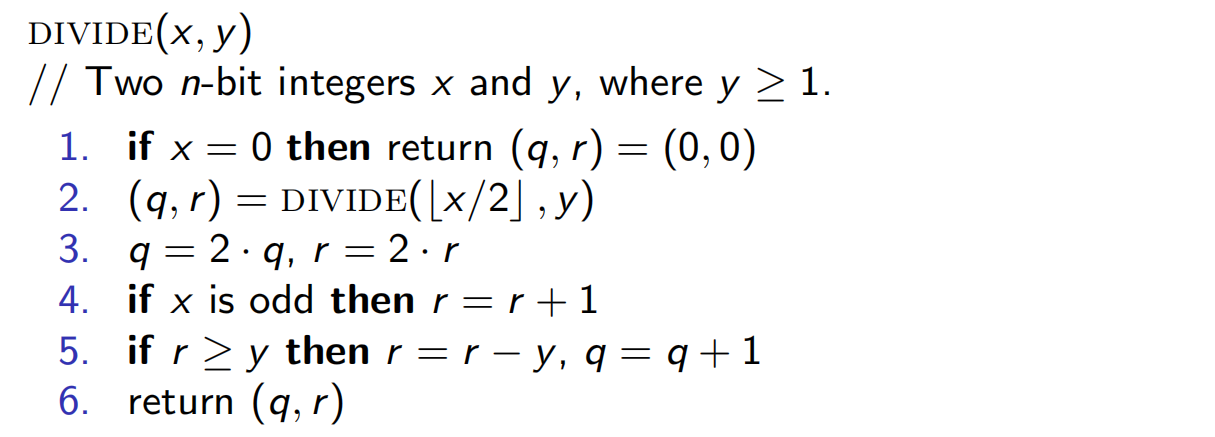 DIVIDE(x, y)
// Two n-bit integers x and y, where y ≥ 1.
1. if x = 0 then return (q, r) = (0, 0)
2. (q, r) = DIVIDE(⌊x/2⌋ , y)
3. q = 2 · q, r = 2 · r
4. if x is odd then r = r + 1
5. if r ≥ y then r = r − y, q = q + 1
6. return (q, r)